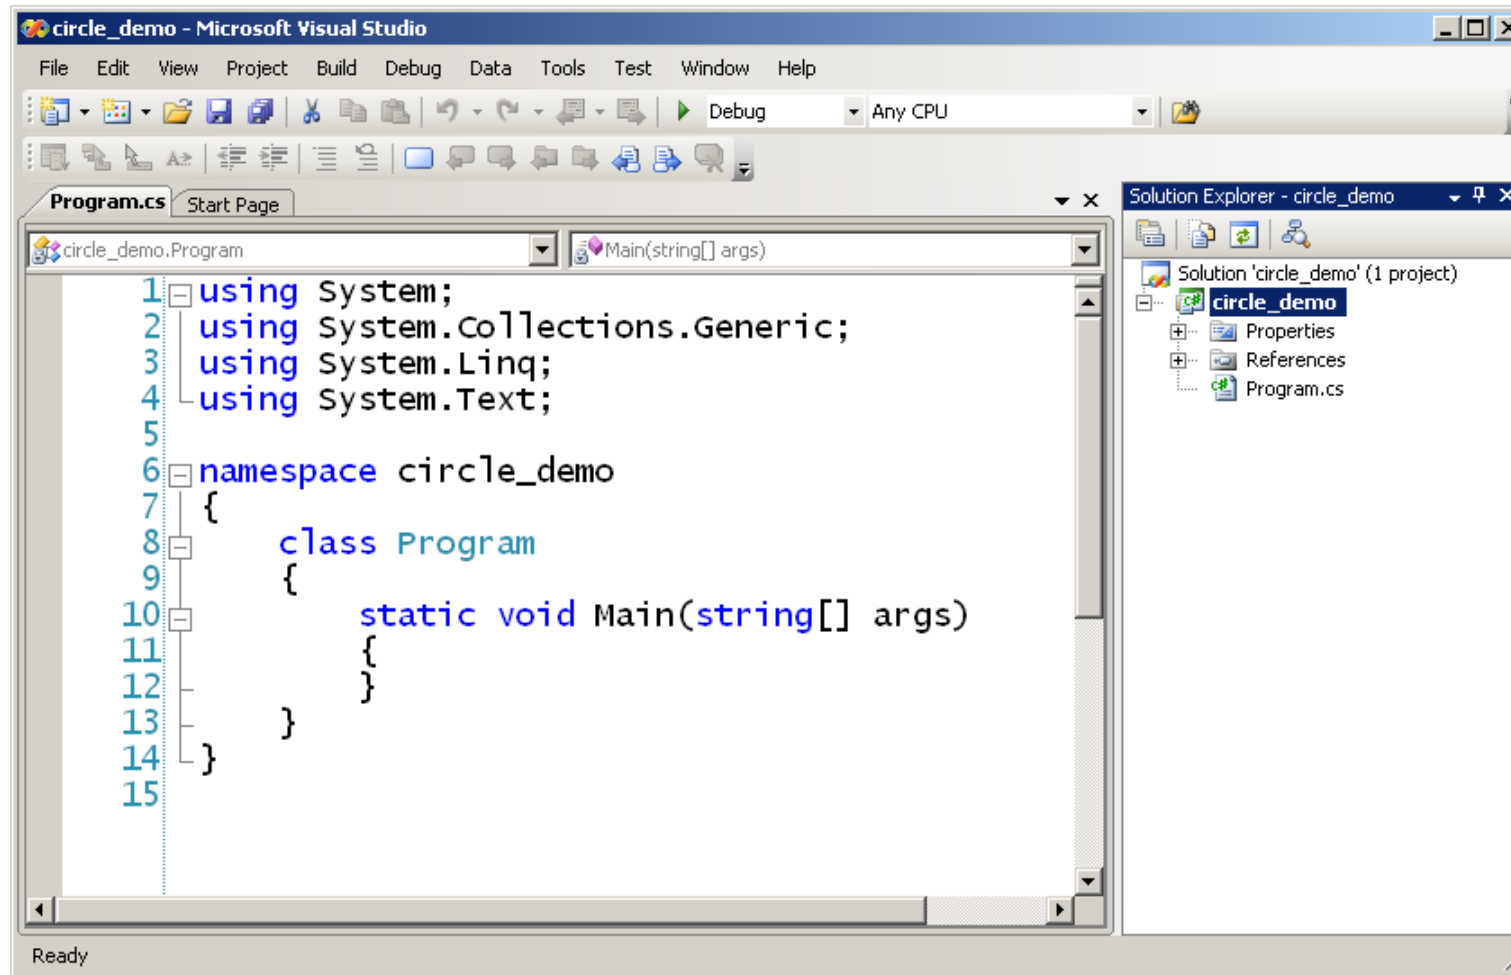 circle_demo - Microsoft Visual Studio
File Edit View Project Build Debug Data Tools Test Window Help
Debug Any CPU
Program.cs Start Page
circle_demo.Program Main(string[] args)
1 using System;
2 using System.Collections.Generic;
3 using System.Linq;
4 using System.Text;
5
6 namespace circle_demo
7 {
8 class Program
9 {
10 static void Main(string[] args)
11 {
12 }
13 }
14 }
15
Solution Explorer - circle_demo
Solution 'circle_demo' (1 project)
circle_demo
Properties
References
Program.cs
Ready